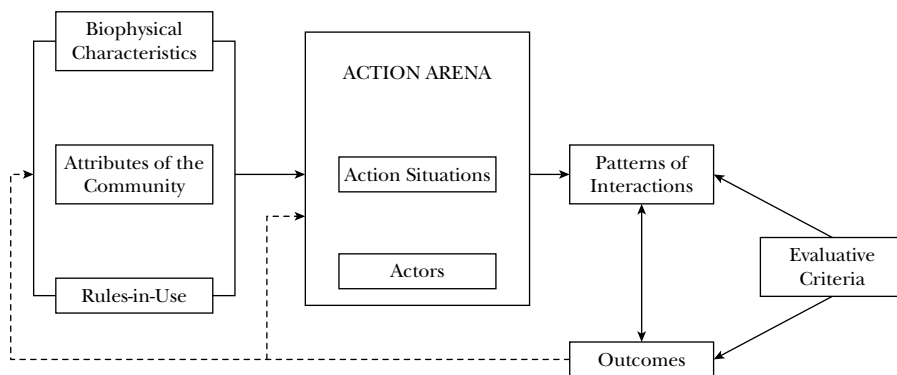 Biophysical
Characteristics
Attributes of the
Community
Rules-in-Use
ACTION ARENA
Action Situations
Actors
Patterns of
Interactions
Outcomes
Evaluative
Criteria